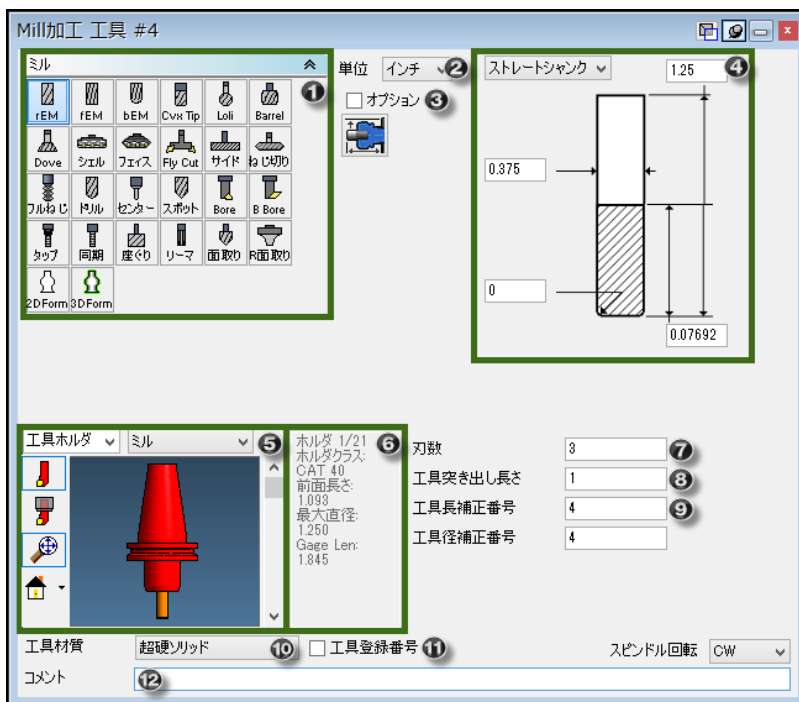 Mill加工 工具 #4
ミル
❶
単位 インチ ❷
オプション ❸
ストレートシャンク 1.25 ❹
rEM fEM bEM Cvx Tip Loli Barrel
Dove シェル フェイス Fly Cut サイド ねじ切り
フルねじ ドリル センター スポット Bore B Bore
タップ 同期 座ぐり リーマ 面取り R面取り
2DForm 3DForm
0.375
0
0.07692
工具ホルダ ミル ❺
ホルダ 1/21 ❻
ホルダクラス:
CAT 40
前面長さ:
1.093
最大直径:
1.250
Gage Len:
1.845
刃数 3 ❼
工具突き出し長さ 1 ❽
工具長補正番号 4 ❾
工具径補正番号 4
工具材質 超硬ソリッド ❿ 工具登録番号 ⓫ スピンドル回転 CW
コメント ⓬